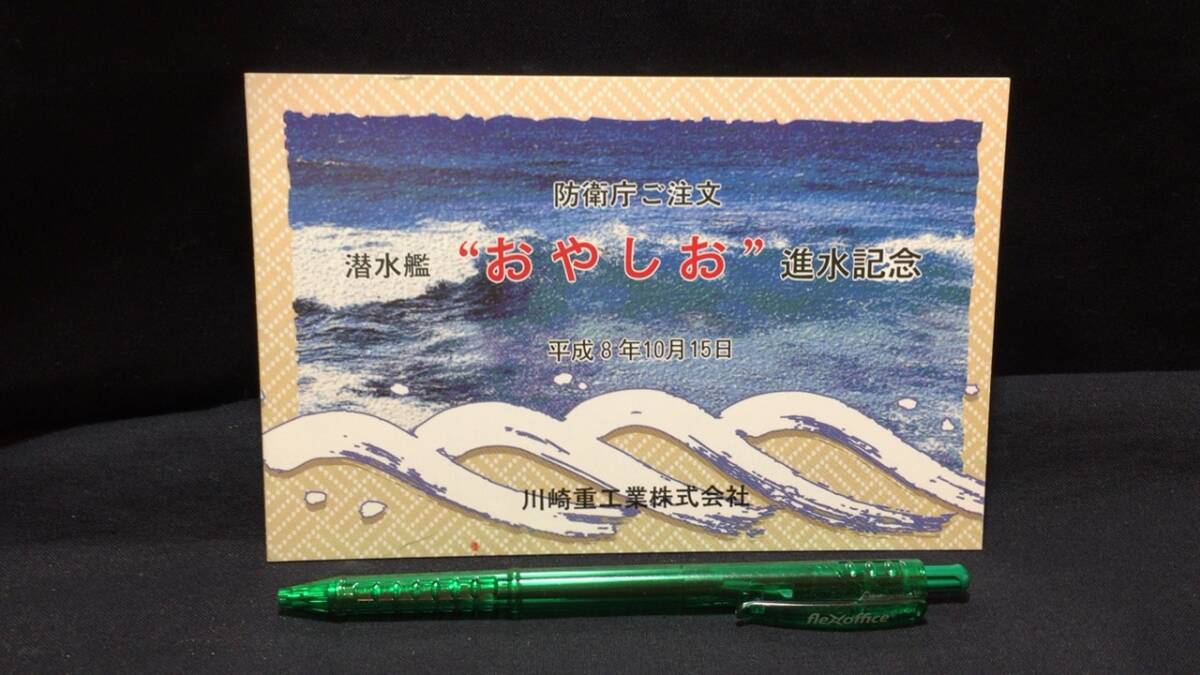 防衛庁ご注文
潜水艦 “おやしお” 進水記念
平成8年10月15日
川崎重工業株式会社
flexoffice